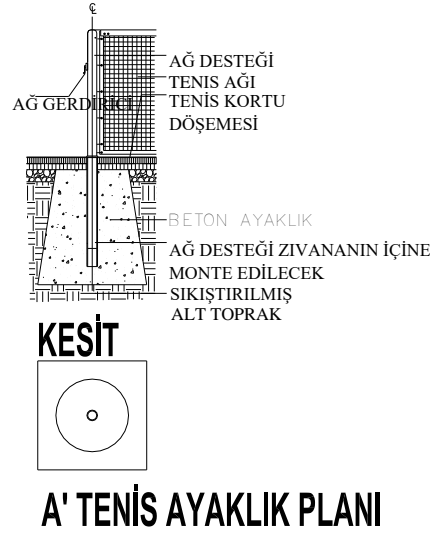 ℄
AĞ DESTEĞİ
TENIS AĞI
AĞ GERDİRİCİ
TENİS KORTU
DÖŞEMESİ
BETON AYAKLIK
AĞ DESTEĞİ ZIVANANIN İÇİNE
MONTE EDİLECEK
SIKIŞTIRILMIŞ
ALT TOPRAK
KESİT
A' TENİS AYAKLIK PLANI